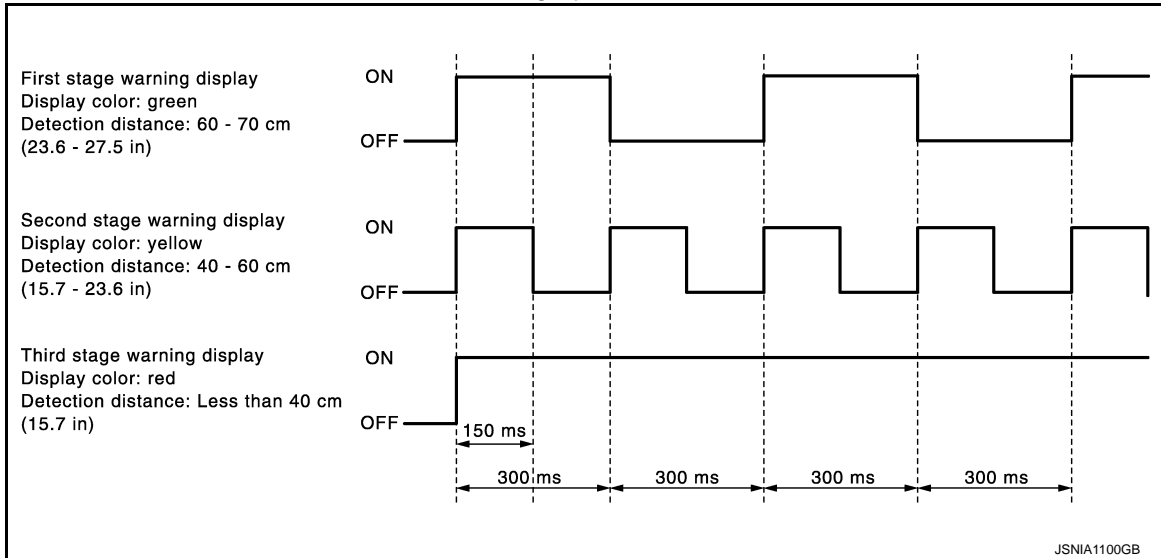 First stage warning display
Display color: green
Detection distance: 60 - 70 cm
(23.6 - 27.5 in)
ON
OFF
Second stage warning display
Display color: yellow
Detection distance: 40 - 60 cm
(15.7 - 23.6 in)
ON
OFF
Third stage warning display
Display color: red
Detection distance: Less than 40 cm
(15.7 in)
ON
OFF
150 ms
300 ms
300 ms
300 ms
300 ms
JSNIA1100GB